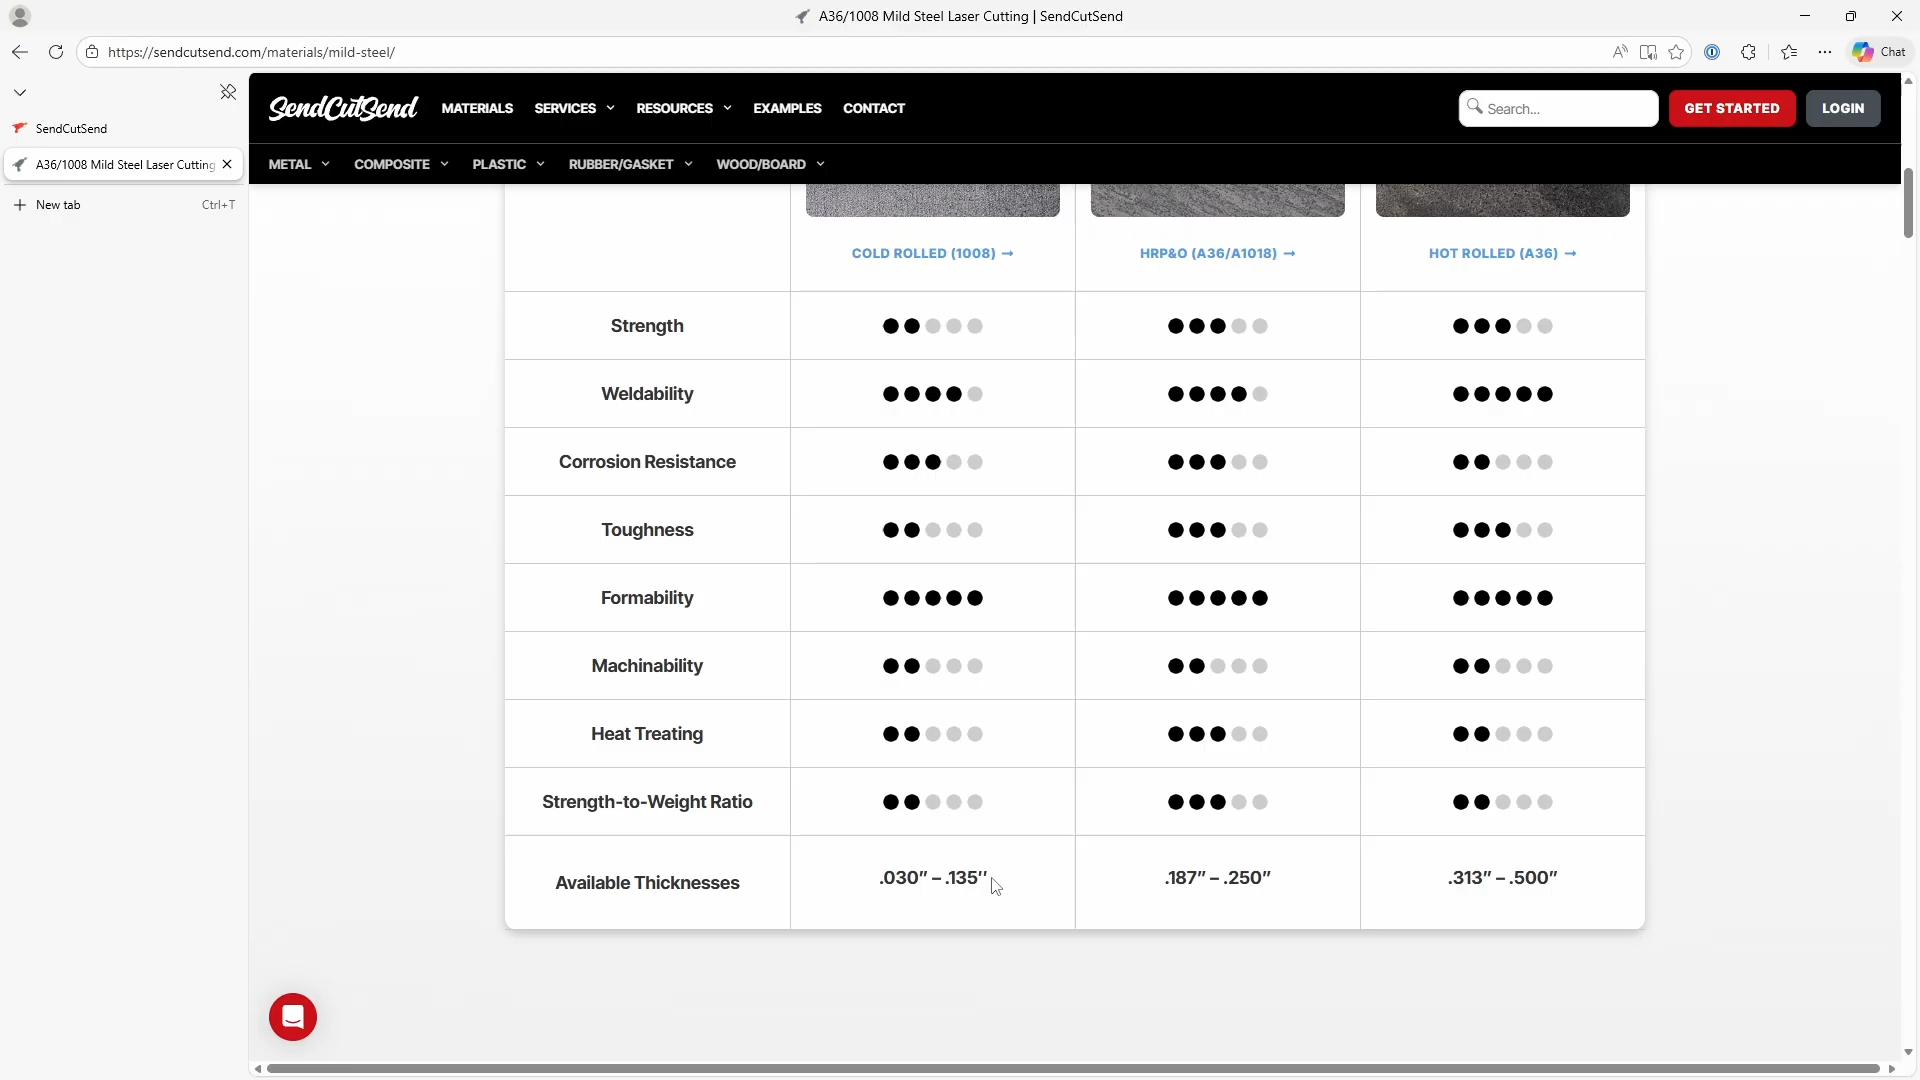 A36/1008 Mild Steel Laser Cutting | SendCutSend
https://sendcutsend.com/materials/mild-steel/
Chat
SendCutSend
A36/1008 Mild Steel Laser Cutting
New tab Ctrl+T
SendCutSend MATERIALS SERVICES RESOURCES EXAMPLES CONTACT Search... GET STARTED LOGIN
METAL COMPOSITE PLASTIC RUBBER/GASKET WOOD/BOARD
COLD ROLLED (1008) → HRP&O (A36/A1018) → HOT ROLLED (A36) →
Strength
Weldability
Corrosion Resistance
Toughness
Formability
Machinability
Heat Treating
Strength-to-Weight Ratio
Available Thicknesses .030” – .135″ .187” – .250” .313” – .500”